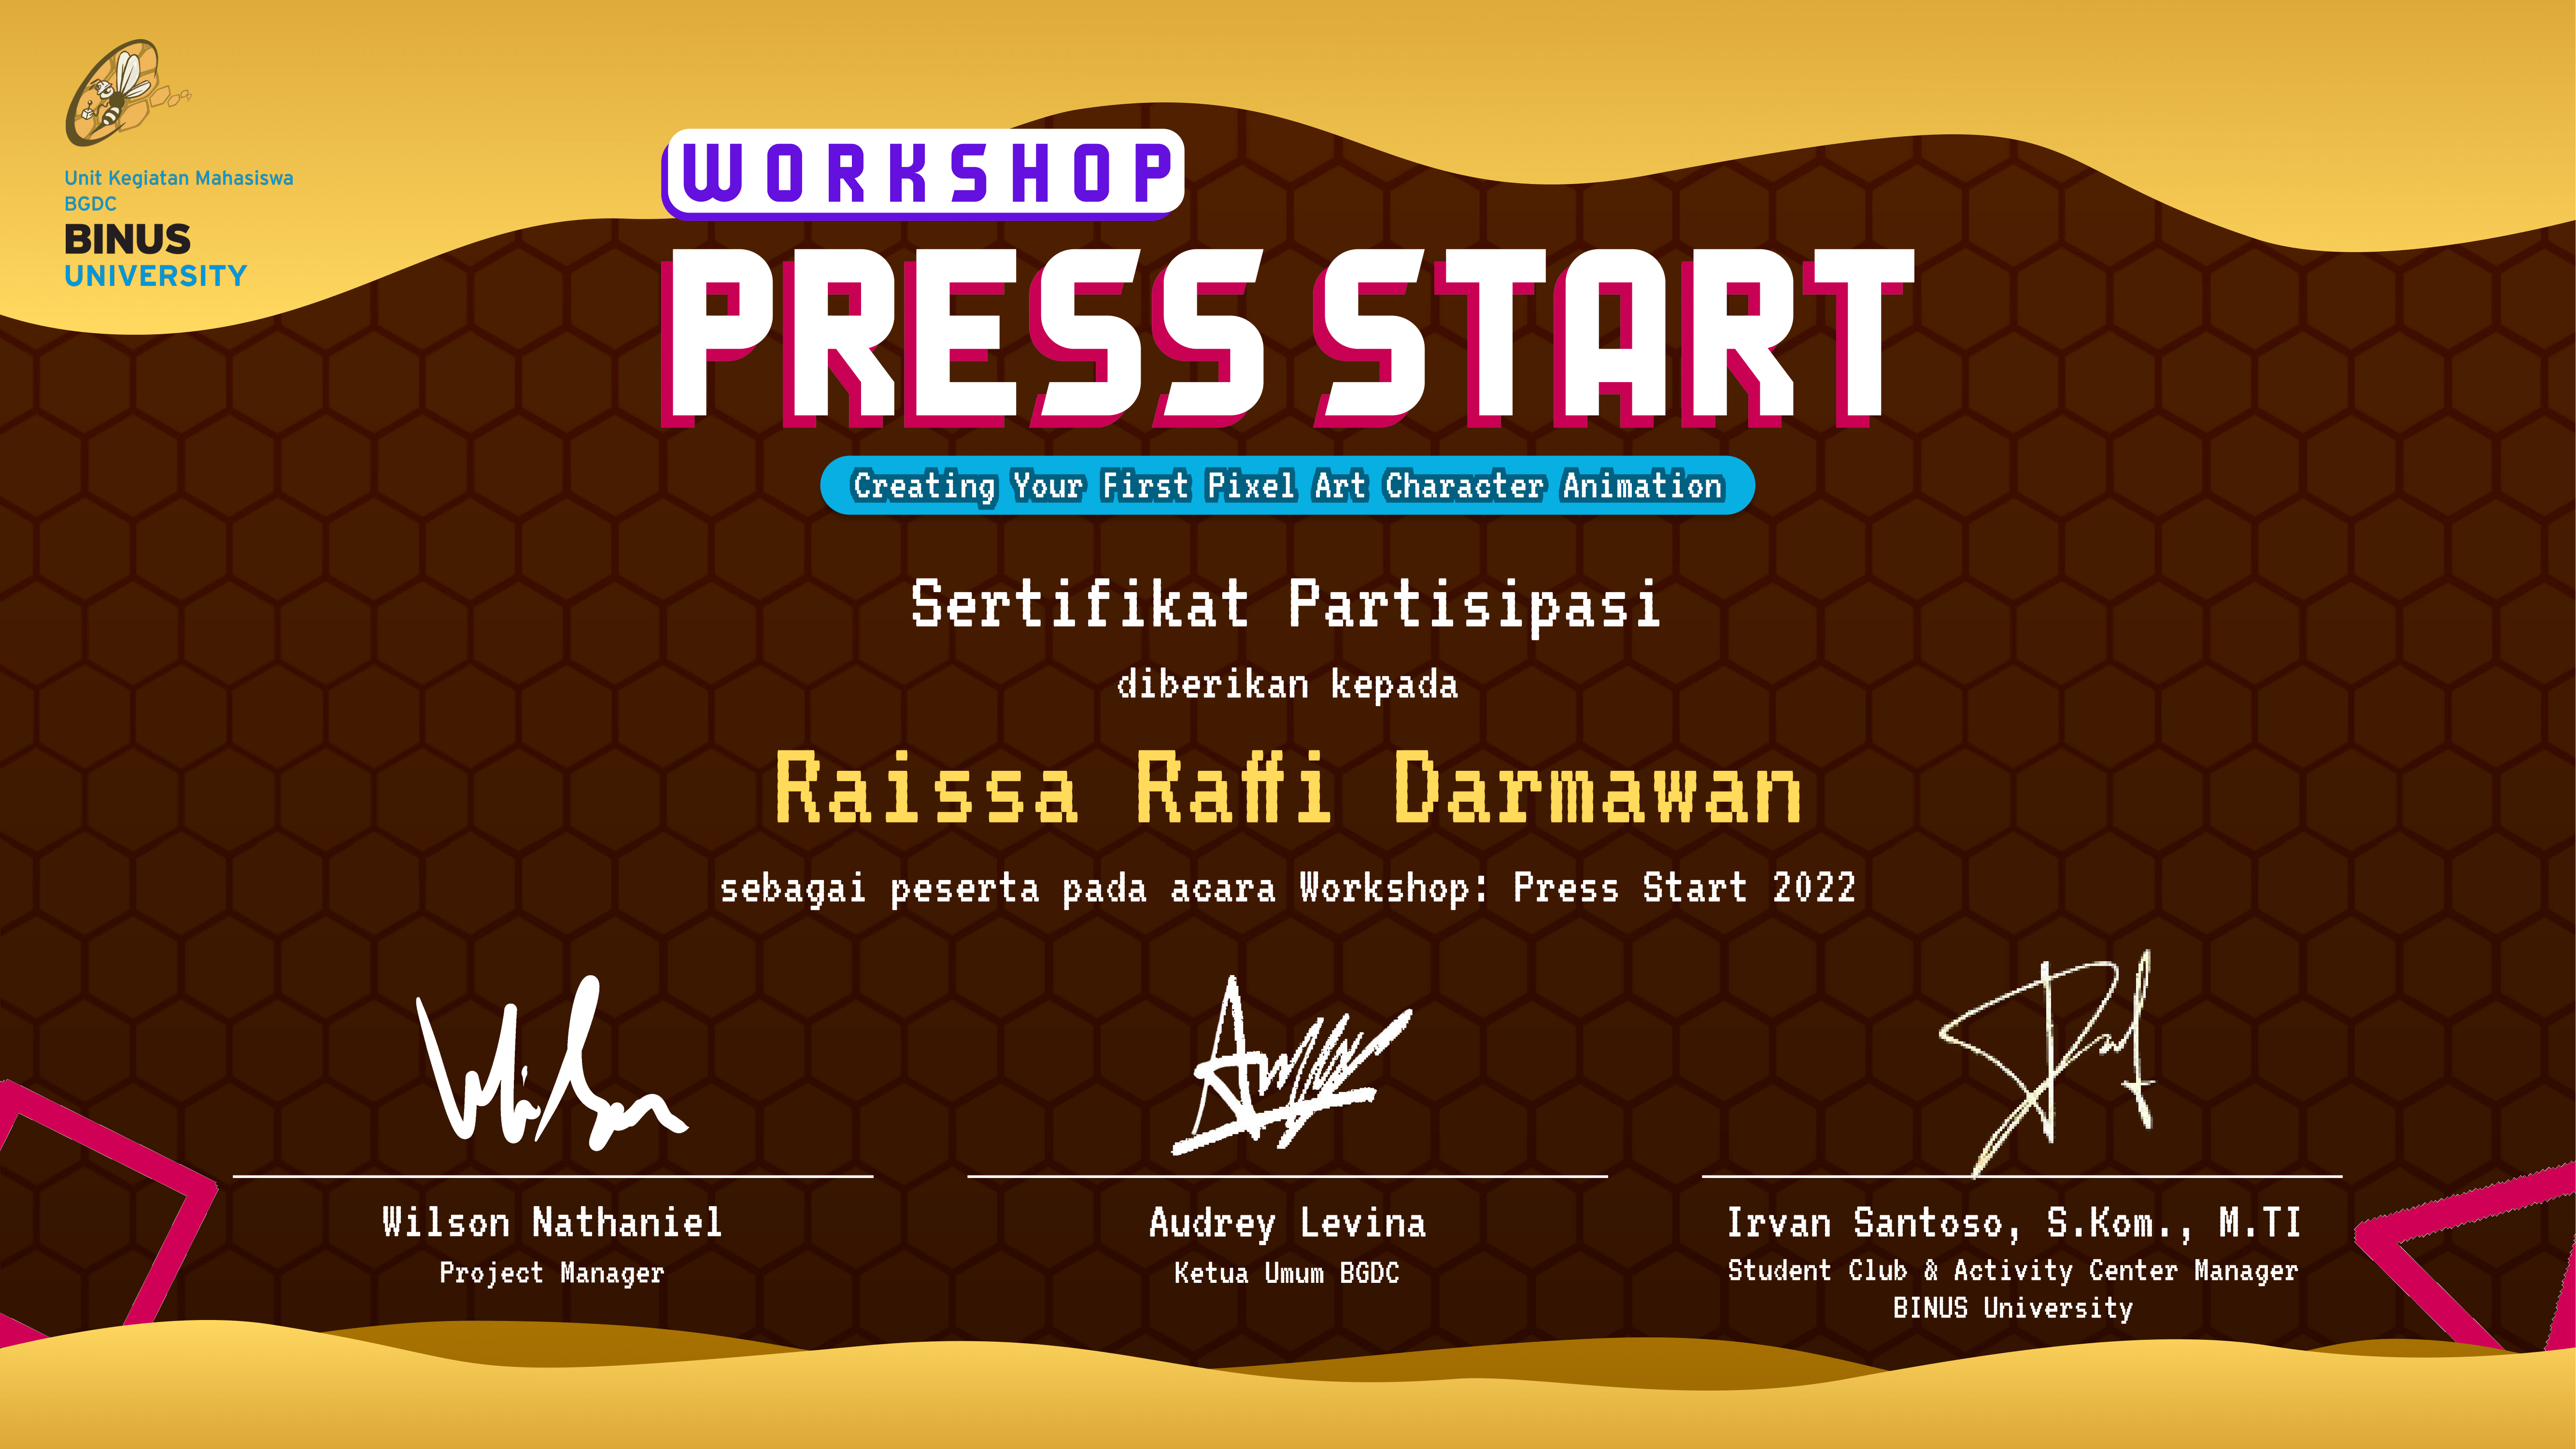 Unit Kegiatan Mahasiswa
BGDC
BINUS
UNIVERSITY
WORKSHOP
PRESS START
Creating Your First Pixel Art Character Animation
Sertifikat Partisipasi
diberikan kepada
Raissa Raffi Darmawan
sebagai peserta pada acara Workshop: Press Start 2022
Wilson Nathaniel
Project Manager
Audrey Levina
Ketua Umum BGDC
Irvan Santoso, S.Kom., M.TI
Student Club & Activity Center Manager
BINUS University